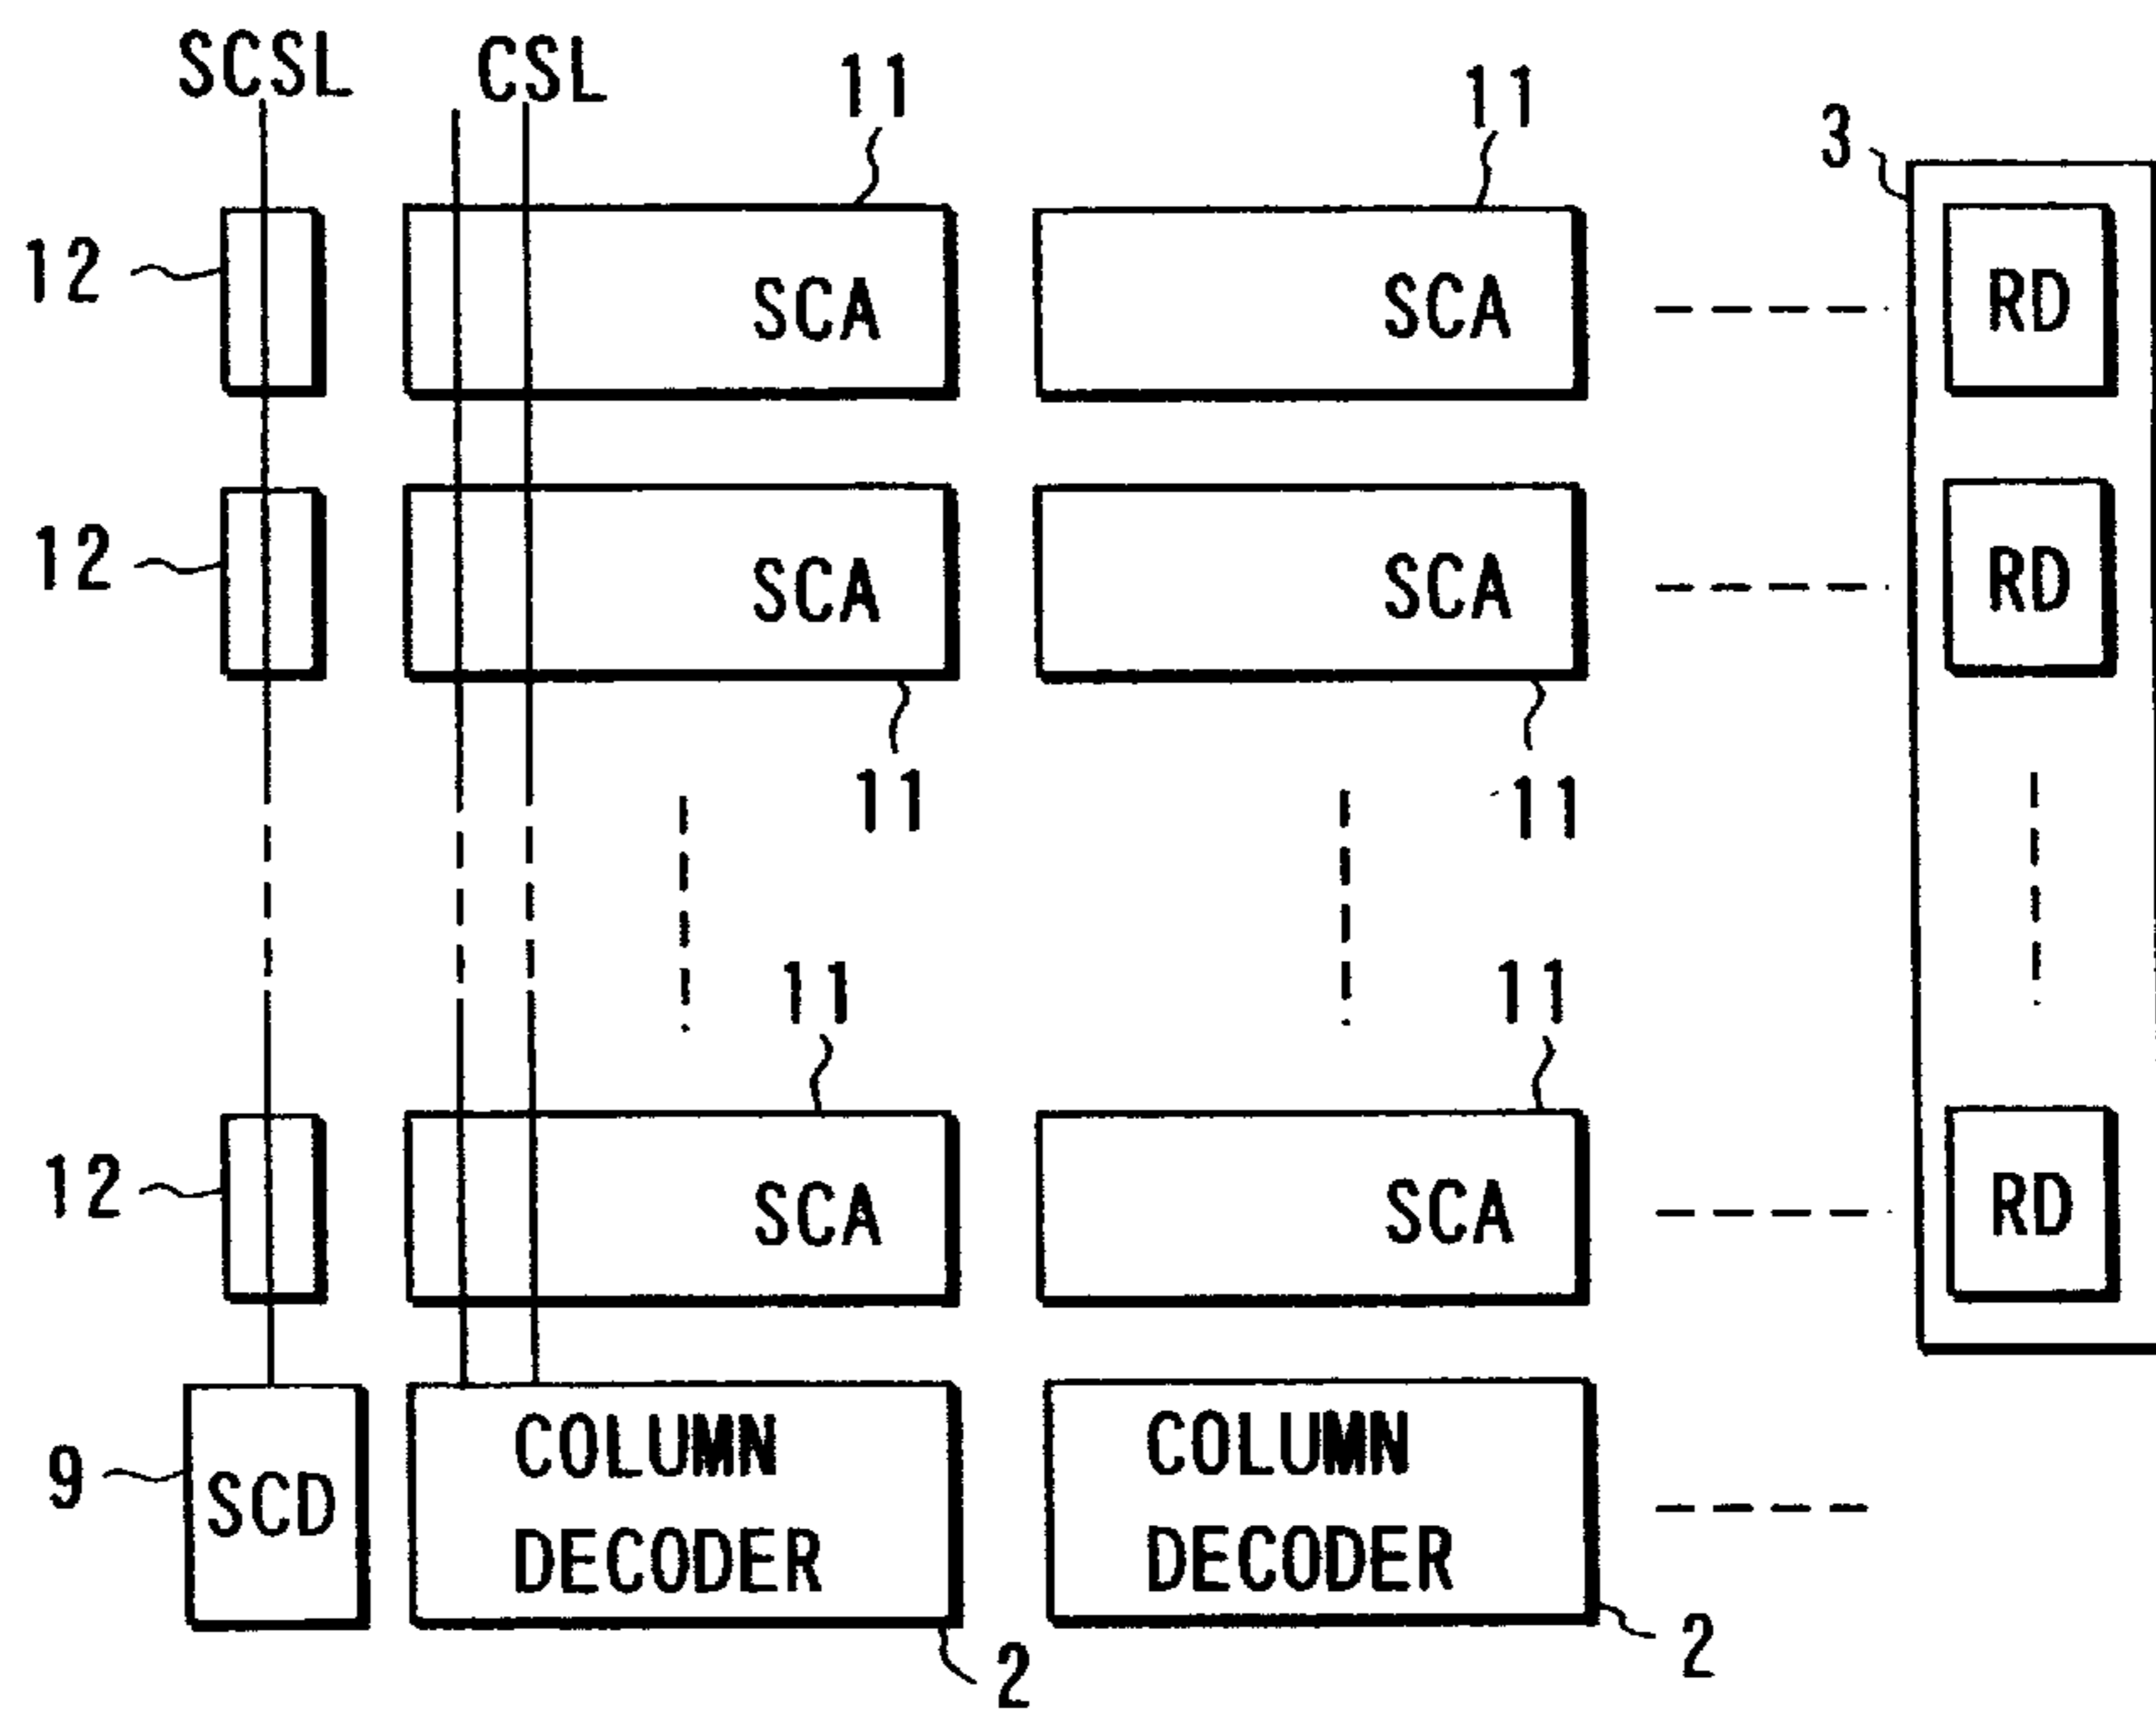 SCSL CSL 11 11
3
12 SCA SCA RD
12 SCA SCA RD
11 11
11 11
12 SCA SCA RD
9 SCD COLUMN DECODER COLUMN DECODER
2 2